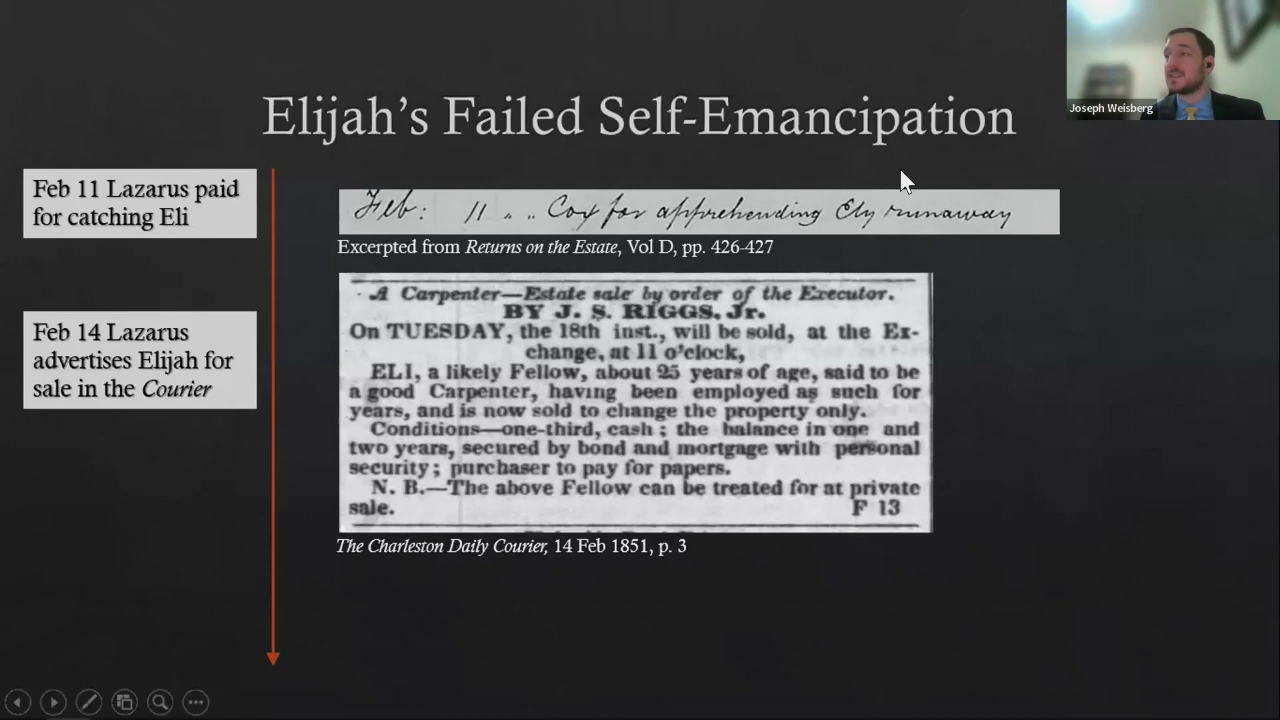 Joseph Weisberg
Elijah's Failed Self-Emancipation
Feb 11 Lazarus paid
for catching Eli
Feb 14 Lazarus
advertises Elijah for
sale in the Courier
Feb: 11 " " Cox for apprehending Ely runaway
Excerpted from Returns on the Estate, Vol D, pp. 426-427
A Carpenter—Estate sale by order of the Executor.
BY J. S. RIGGS, Jr.
On TUESDAY, the 18th inst., will be sold, at the Ex-
change, at 11 o'clock,
ELI, a likely Fellow, about 25 years of age, said to be
a good Carpenter, having been employed as such for
years, and is now sold to change the property only.
Conditions—one-third, cash; the balance in one and
two years, secured by bond and mortgage with personal
security; purchaser to pay for papers.
N. B.—The above Fellow can be treated for at private
sale. F 13
The Charleston Daily Courier, 14 Feb 1851, p. 3